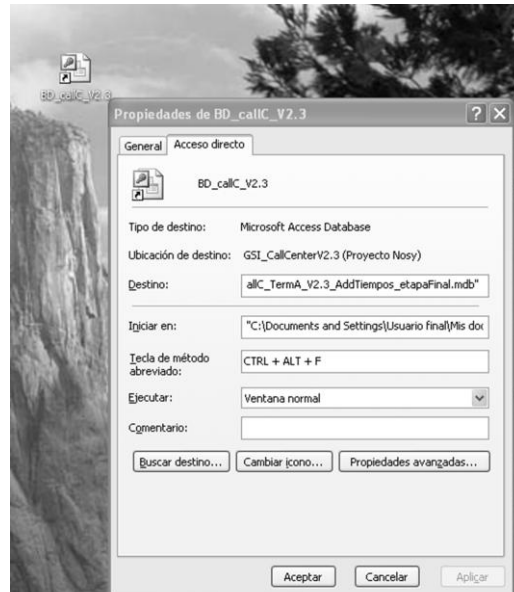 BD_callC_V2.3
Propiedades de BD_callC_V2.3
General Acceso directo
BD_callC_V2.3
Tipo de destino: Microsoft Access Database
Ubicación de destino: GSI_CallCenterV2.3 (Proyecto Nosy)
Destino: allC_TermA_V2.3_AddTiempos_etapaFinal.mdb"
Iniciar en: "C:\Documents and Settings\Usuario final\Mis doc
Tecla de método
abreviado: CTRL + ALT + F
Ejecutar: Ventana normal
Comentario:
Buscar destino... Cambiar icono... Propiedades avanzadas...
Aceptar Cancelar Aplicar